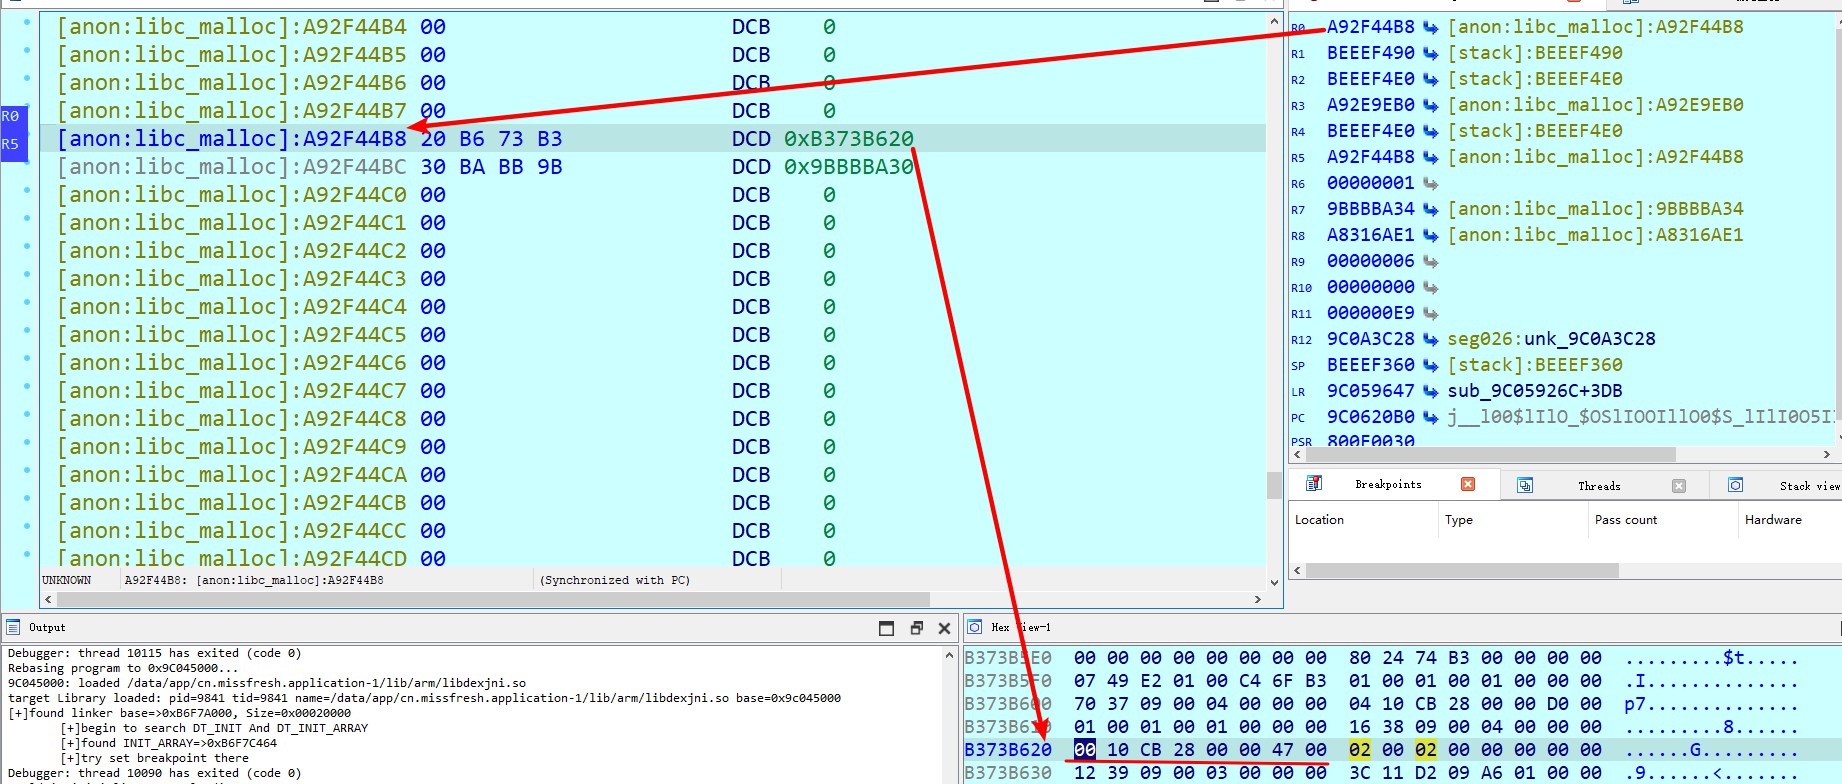 [anon:libc_malloc]:A92F44B4 00 DCB 0
[anon:libc_malloc]:A92F44B5 00 DCB 0
[anon:libc_malloc]:A92F44B6 00 DCB 0
[anon:libc_malloc]:A92F44B7 00 DCB 0
R0
[anon:libc_malloc]:A92F44B8 20 B6 73 B3 DCD 0xB373B620
R5
[anon:libc_malloc]:A92F44BC 30 BA BB 9B DCD 0x9BBBBA30
[anon:libc_malloc]:A92F44C0 00 DCB 0
[anon:libc_malloc]:A92F44C1 00 DCB 0
[anon:libc_malloc]:A92F44C2 00 DCB 0
[anon:libc_malloc]:A92F44C3 00 DCB 0
[anon:libc_malloc]:A92F44C4 00 DCB 0
[anon:libc_malloc]:A92F44C5 00 DCB 0
[anon:libc_malloc]:A92F44C6 00 DCB 0
[anon:libc_malloc]:A92F44C7 00 DCB 0
[anon:libc_malloc]:A92F44C8 00 DCB 0
[anon:libc_malloc]:A92F44C9 00 DCB 0
[anon:libc_malloc]:A92F44CA 00 DCB 0
[anon:libc_malloc]:A92F44CB 00 DCB 0
[anon:libc_malloc]:A92F44CC 00 DCB 0
[anon:libc_malloc]:A92F44CD 00 DCB 0
UNKNOWN A92F44B8: [anon:libc_malloc]:A92F44B8 (Synchronized with PC)
R0 A92F44B8 [anon:libc_malloc]:A92F44B8
R1 BEEEF490 [stack]:BEEEF490
R2 BEEEF4E0 [stack]:BEEEF4E0
R3 A92E9EB0 [anon:libc_malloc]:A92E9EB0
R4 BEEEF4E0 [stack]:BEEEF4E0
R5 A92F44B8 [anon:libc_malloc]:A92F44B8
R6 00000001
R7 9BBBBA34 [anon:libc_malloc]:9BBBBA34
R8 A8316AE1 [anon:libc_malloc]:A8316AE1
R9 00000006
R10 00000000
R11 000000E9
R12 9C0A3C28 seg026:unk_9C0A3C28
SP BEEEF360 [stack]:BEEEF360
LR 9C059647 sub_9C05926C+3DB
PC 9C0620B0 j__l00$lIlO_$OSlIOOIllO0$S_lIlI0O5I
PSR 800F0030
Breakpoints Threads Stack view
Location Type Pass count Hardware
Output
Debugger: thread 10115 has exited (code 0)
Rebasing program to 0x9C045000...
9C045000: loaded /data/app/cn.missfresh.application-1/lib/arm/libdexjni.so
target Library loaded: pid=9841 tid=9841 name=/data/app/cn.missfresh.application-1/lib/arm/libdexjni.so base=0x9c045000
[+]found linker base=>0xB6F7A000, Size=0x00020000
[+]begin to search DT_INIT And DT_INIT_ARRAY
[+]found INIT_ARRAY=>0xB6F7C464
[+]try set breakpoint there
Debugger: thread 10090 has exited (code 0)
Hex View-1
B373B5E0 00 00 00 00 00 00 00 00 80 24 74 B3 00 00 00 00 .........$t.....
B373B5F0 07 49 E2 01 00 C4 6F B3 01 00 01 00 01 00 00 00 .I..............
B373B600 70 37 09 00 04 00 00 00 04 10 CB 28 00 00 D0 00 p7..............
B373B610 01 00 01 00 01 00 00 00 16 38 09 00 04 00 00 00 .........8......
B373B620 00 10 CB 28 00 00 47 00 02 00 02 00 00 00 00 00 ......G.........
B373B630 12 39 09 00 03 00 00 00 3C 11 D2 09 A6 01 00 00 .9......<.......